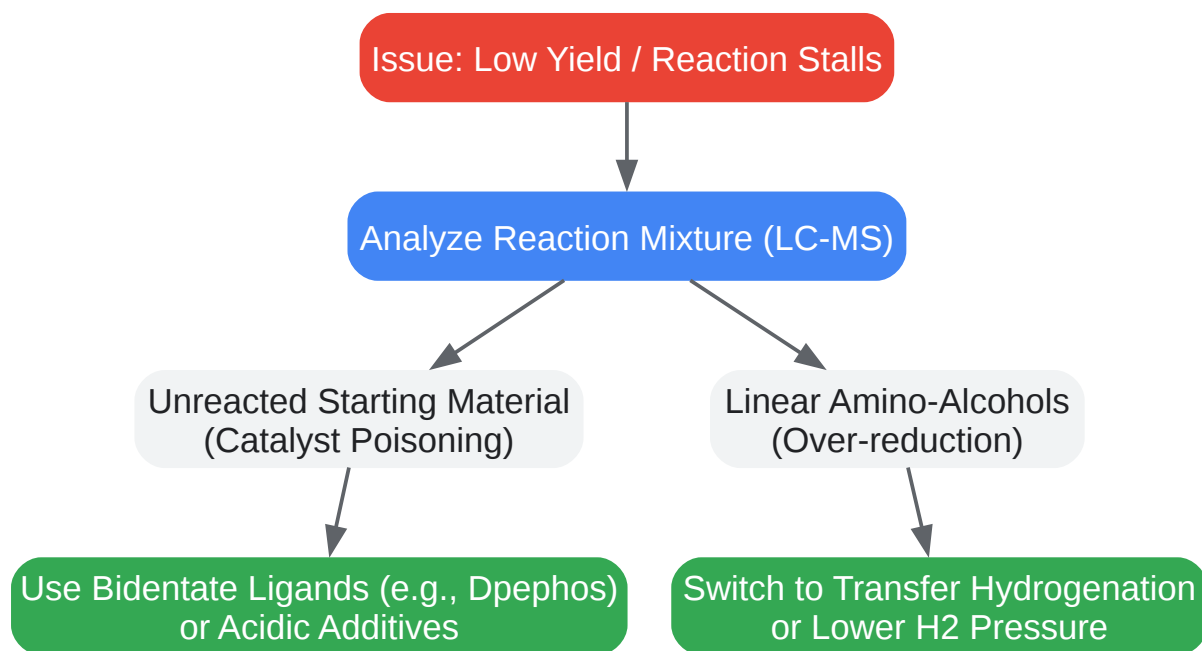 Issue: Low Yield / Reaction Stalls
Analyze Reaction Mixture (LC-MS)
Unreacted Starting Material
(Catalyst Poisoning)
Linear Amino-Alcohols
(Over-reduction)
Use Bidentate Ligands (e.g., Dpephos)
or Acidic Additives
Switch to Transfer Hydrogenation
or Lower H2 Pressure